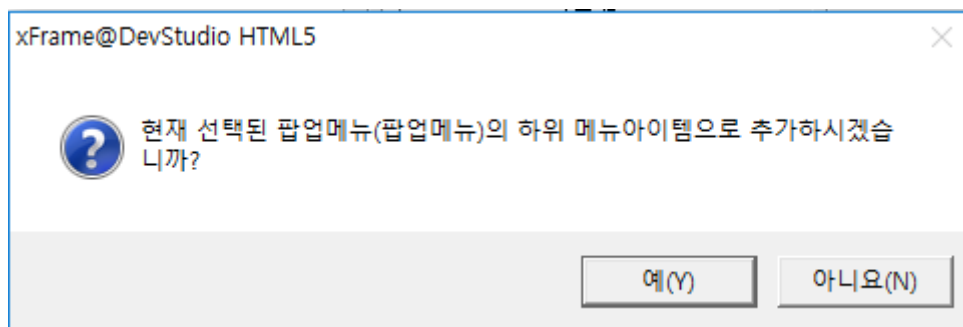 xFrame@DevStudio HTML5
현재 선택된 팝업메뉴(팝업메뉴)의 하위 메뉴아이템으로 추가하시겠습
니까?
예(Y)
아니요(N)